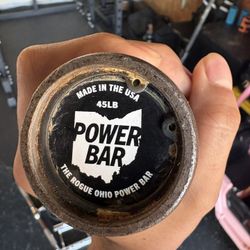 MADE IN THE USA
45LB
POWER
BAR
THE ROGUE OHIO POWER BAR